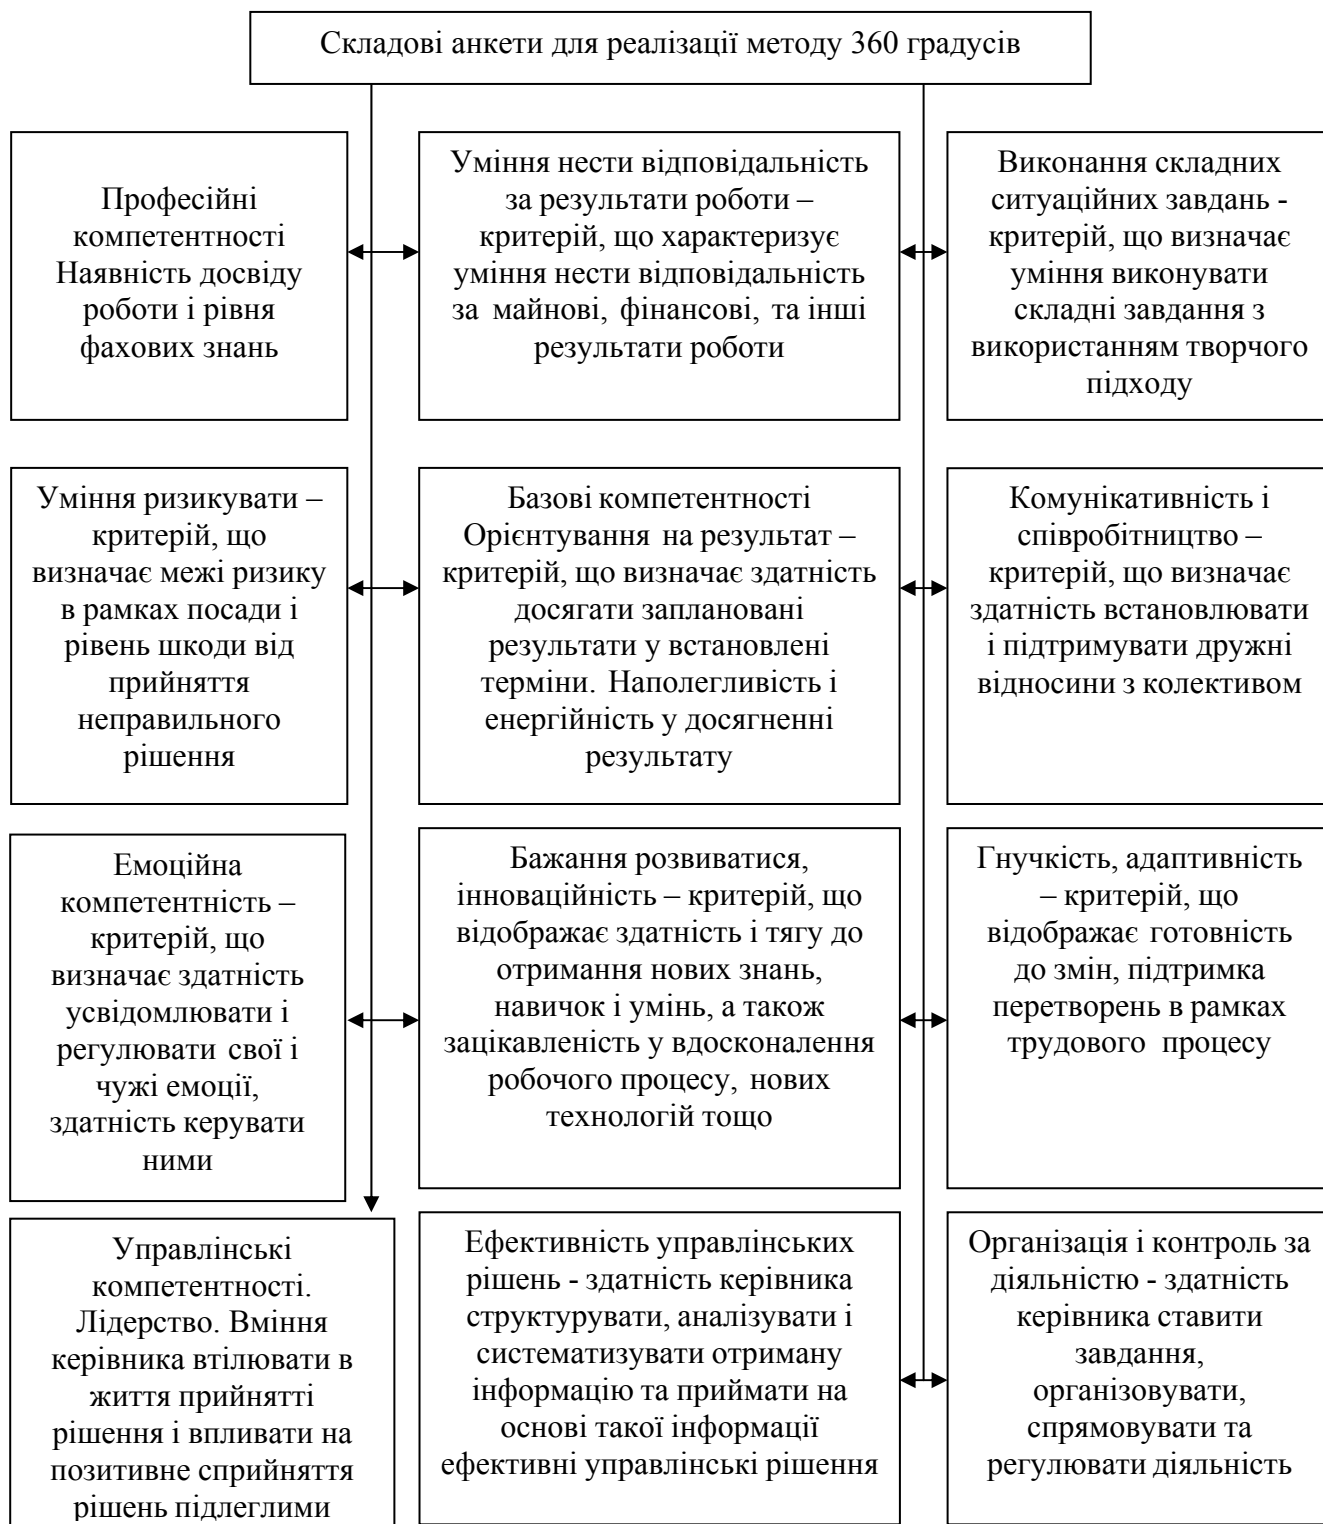 Складові анкети для реалізації методу 360 градусів
Професійні
компетентності
Наявність досвіду
роботи і рівня
фахових знань
Уміння нести відповідальність
за результати роботи –
критерій, що характеризує
уміння нести відповідальність
за майнові, фінансові, та інші
результати роботи
Виконання складних
ситуаційних завдань -
критерій, що визначає
уміння виконувати
складні завдання з
використанням творчого
підходу
Уміння ризикувати –
критерій, що
визначає межі ризику
в рамках посади і
рівень шкоди від
прийняття
неправильного
рішення
Базові компетентності
Орієнтування на результат –
критерій, що визначає здатність
досягати заплановані
результати у встановлені
терміни. Наполегливість і
енергійність у досягненні
результату
Комунікативність і
співробітництво –
критерій, що визначає
здатність встановлювати
і підтримувати дружні
відносини з колективом
Емоційна
компетентність –
критерій, що
визначає здатність
усвідомлювати і
регулювати свої і
чужі емоції,
здатність керувати
ними
Бажання розвиватися,
інноваційність – критерій, що
відображає здатність і тягу до
отримання нових знань,
навичок і умінь, а також
зацікавленість у вдосконалення
робочого процесу, нових
технологій тощо
Гнучкість, адаптивність
– критерій, що
відображає готовність
до змін, підтримка
перетворень в рамках
трудового процесу
Управлінські
компетентності.
Лідерство. Вміння
керівника втілювати в
життя прийнятті
рішення і впливати на
позитивне сприйняття
рішень підлеглими
Ефективність управлінських
рішень - здатність керівника
структурувати, аналізувати і
систематизувати отриману
інформацію та приймати на
основі такої інформації
ефективні управлінські рішення
Організація і контроль за
діяльністю - здатність
керівника ставити
завдання,
організовувати,
спрямовувати та
регулювати діяльність